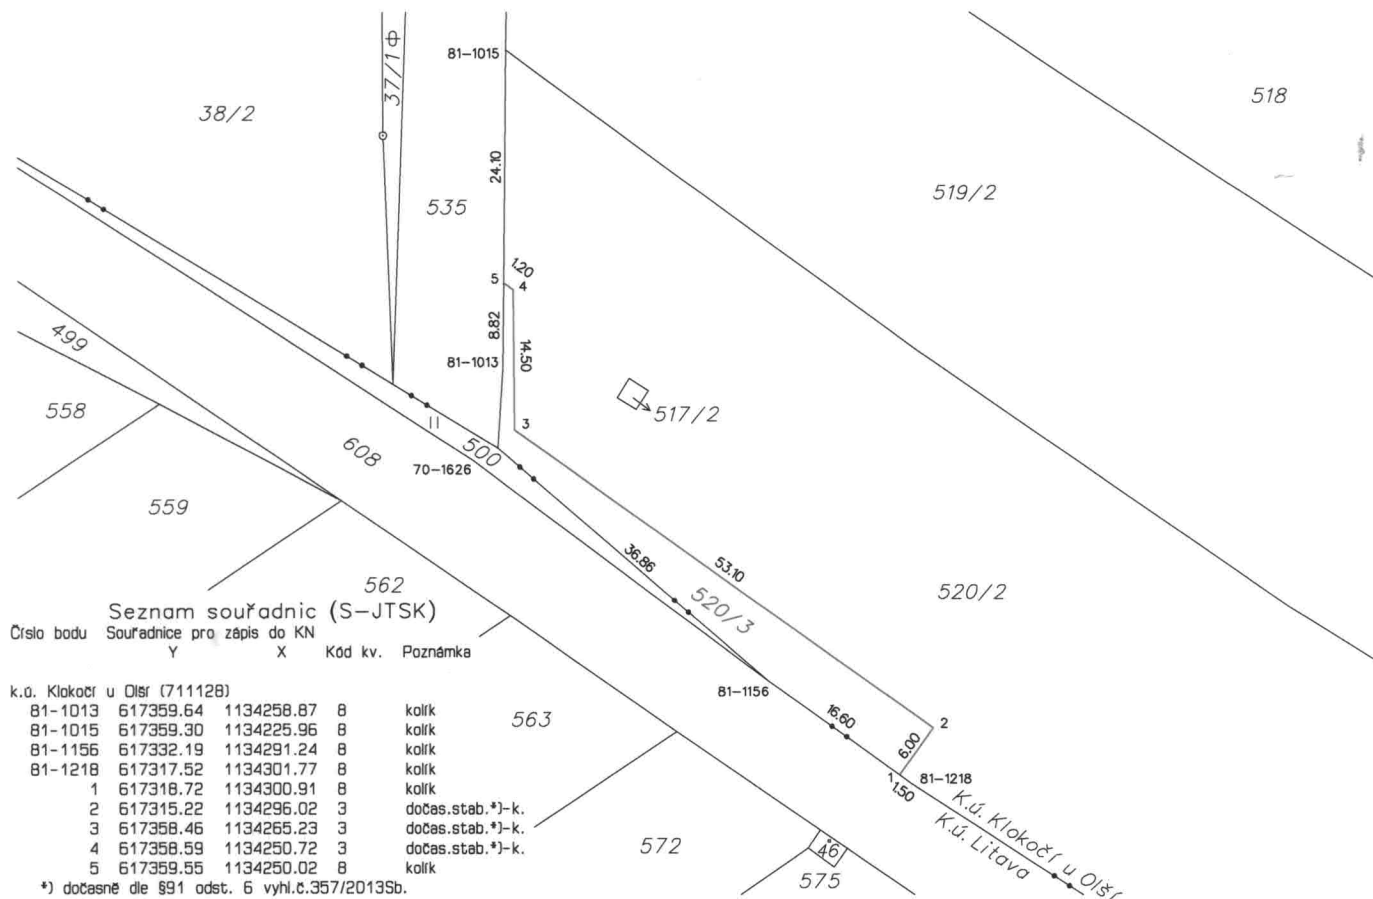 81-1015
37/1
518
38/2
24.10
519/2
535
1.20
5
4
8.82
14.50
499
81-1013
558
517/2
3
608
500
70-1626
559
36.86
53.10
562
520/3
520/2
Seznam souřadnic (S-JTSK)
Číslo bodu Souřadnice pro zápis do KN
Y X Kód kv. Poznámka
k.ú. Klokočí u Olší (711128)
81-1013 617359.64 1134258.87 8 kolík
81-1015 617359.30 1134225.96 8 kolík
81-1156 617332.19 1134291.24 8 kolík
81-1218 617317.52 1134301.77 8 kolík
1 617318.72 1134300.91 8 kolík
2 617315.22 1134296.02 3 dočas.stab.*)-k.
3 617358.46 1134265.23 3 dočas.stab.*)-k.
4 617358.59 1134250.72 3 dočas.stab.*)-k.
5 617359.55 1134250.02 8 kolík
*) dočasně dle §91 odst. 6 vyhl.č.357/2013Sb.
81-1156
563
16.60
2
6.00
81-1218
1
1.50
K.ú. Klokočí u Olší
K.ú. Litava
572
46
575